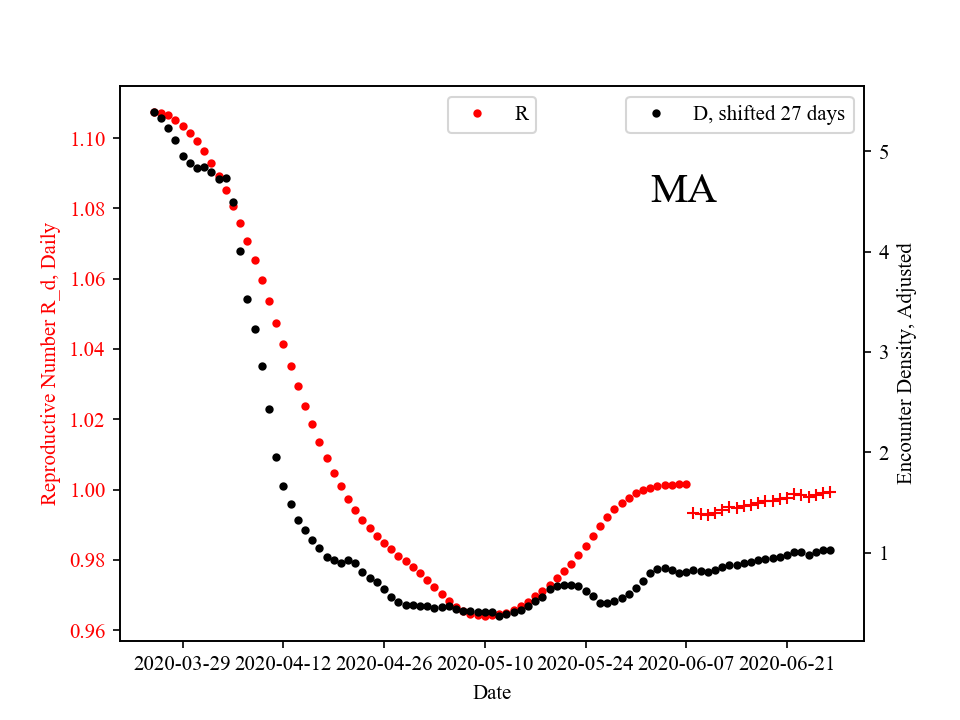 R
D, shifted 27 days
MA
Reproductive Number R_d, Daily
1.10
1.08
1.06
1.04
1.02
1.00
0.98
0.96
5
4
3
2
1
Encounter Density, Adjusted
2020-03-29 2020-04-12 2020-04-26 2020-05-10 2020-05-24 2020-06-07 2020-06-21
Date